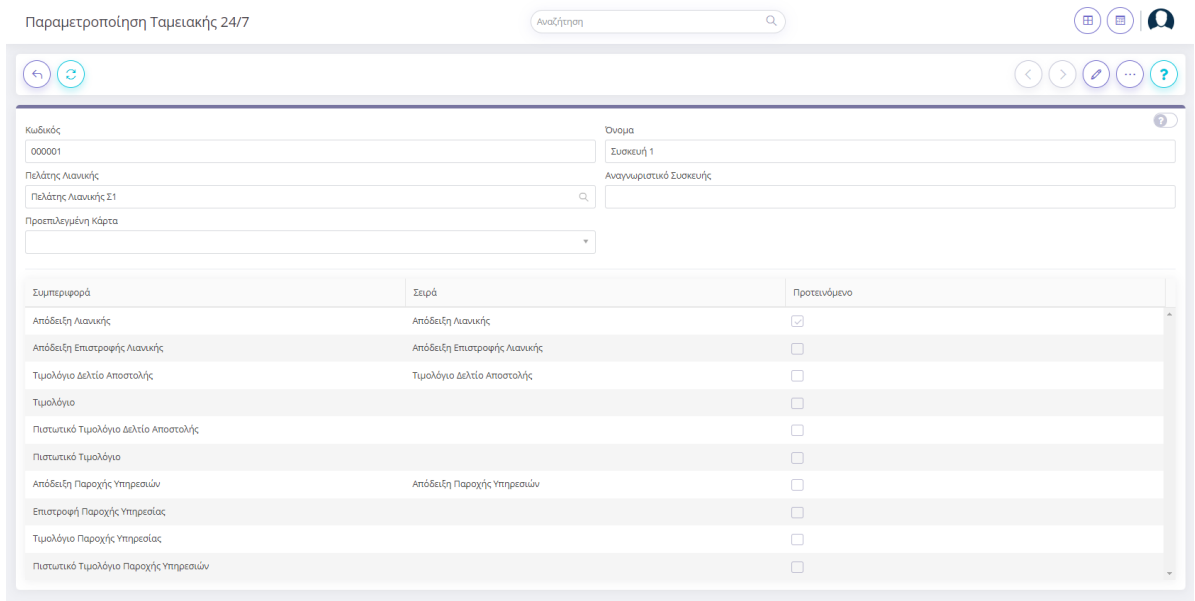 Παραμετροποίηση Ταμειακής 24/7
Αναζήτηση
?
?
Κωδικός
Όνομα
000001
Συσκευή 1
Πελάτης Λιανικής
Αναγνωριστικό Συσκευής
Πελάτης Λιανικής Σ1
Προεπιλεγμένη Κάρτα
Συμπεριφορά Σειρά Προτεινόμενο
Απόδειξη Λιανικής Απόδειξη Λιανικής
Απόδειξη Επιστροφής Λιανικής Απόδειξη Επιστροφής Λιανικής
Τιμολόγιο Δελτίο Αποστολής Τιμολόγιο Δελτίο Αποστολής
Τιμολόγιο
Πιστωτικό Τιμολόγιο Δελτίο Αποστολής
Πιστωτικό Τιμολόγιο
Απόδειξη Παροχής Υπηρεσιών Απόδειξη Παροχής Υπηρεσιών
Επιστροφή Παροχής Υπηρεσίας
Τιμολόγιο Παροχής Υπηρεσίας
Πιστωτικό Τιμολόγιο Παροχής Υπηρεσιών